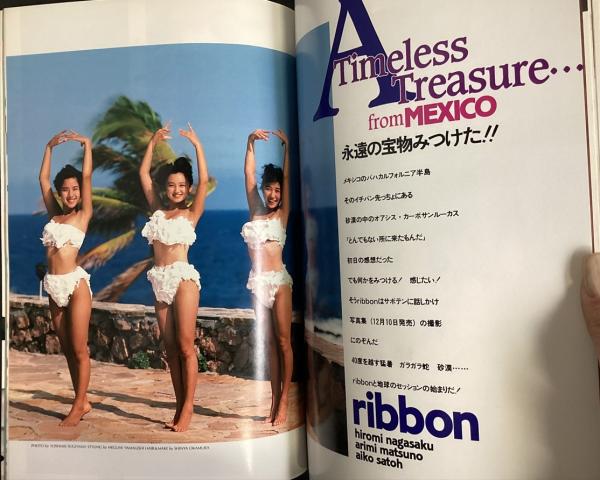 A Timeless
Treasure...
from MEXICO
永遠の宝物みつけた!!
メキシコのバハカルフォルニア半島
そのイチバン先っちょにある
砂漠の中のオアシス・カーボサンルーカス
「とんでもない所に来たもんだ」
初日の感想だった
でも何かをみつける! 感じたい!
そうribbonはサボテンに話しかけ
写真集(12月10日発売)の撮影
にのぞんだ
40度を越す猛暑 ガラガラ蛇 砂漠……
ribbonと地球のセッションの始まりだ!
ribbon
hiromi nagasaku
arimi matsuno
aiko satoh